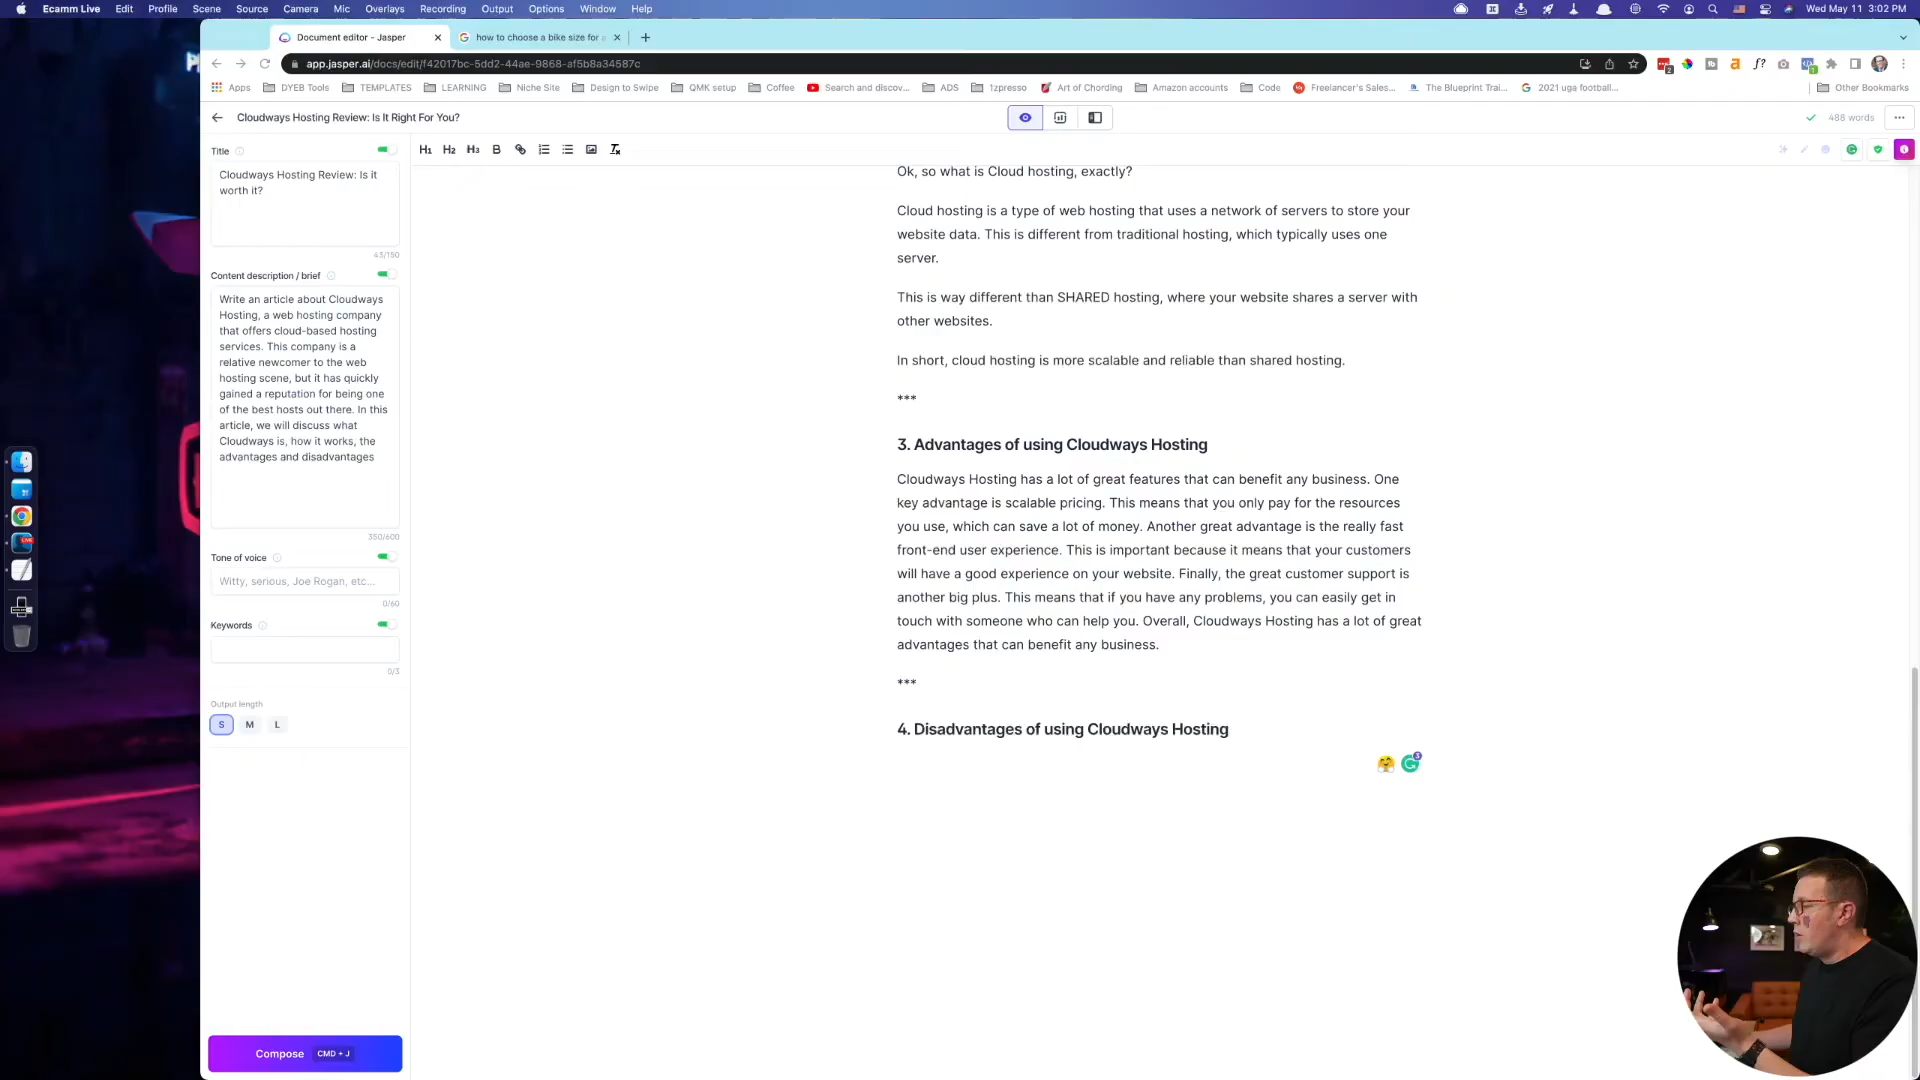 Ecamm Live Edit Profile Scene Source Camera Mic Overlays Recording Output Options Window Help
Wed May 11 3:02 PM
Document editor - Jasper
how to choose a bike size for
app.jasper.ai/docs/edit/f42017bc-5dd2-44ae-9868-af5b8a34587c
Apps DYEB Tools TEMPLATES LEARNING Niche Site Design to Swipe QMK setup Coffee Search and discov... ADS 1zpresso Art of Chording Amazon accounts Code Freelancer's Sales... The Blueprint Trai... 2021 uga football... Other Bookmarks
Cloudways Hosting Review: Is It Right For You?
488 words
H1 H2 H3 B
Title
Cloudways Hosting Review: Is it
worth it?
43/150
Content description / brief
Write an article about Cloudways
Hosting, a web hosting company
that offers cloud-based hosting
services. This company is a
relative newcomer to the web
hosting scene, but it has quickly
gained a reputation for being one
of the best hosts out there. In this
article, we will discuss what
Cloudways is, how it works, the
advantages and disadvantages
350/600
Tone of voice
Witty, serious, Joe Rogan, etc...
0/60
Keywords
0/3
Output length
S M L
Compose CMD + J
Ok, so what is Cloud hosting, exactly?
Cloud hosting is a type of web hosting that uses a network of servers to store your
website data. This is different from traditional hosting, which typically uses one
server.
This is way different than SHARED hosting, where your website shares a server with
other websites.
In short, cloud hosting is more scalable and reliable than shared hosting.
***
3. Advantages of using Cloudways Hosting
Cloudways Hosting has a lot of great features that can benefit any business. One
key advantage is scalable pricing. This means that you only pay for the resources
you use, which can save a lot of money. Another great advantage is the really fast
front-end user experience. This is important because it means that your customers
will have a good experience on your website. Finally, the great customer support is
another big plus. This means that if you have any problems, you can easily get in
touch with someone who can help you. Overall, Cloudways Hosting has a lot of great
advantages that can benefit any business.
***
4. Disadvantages of using Cloudways Hosting